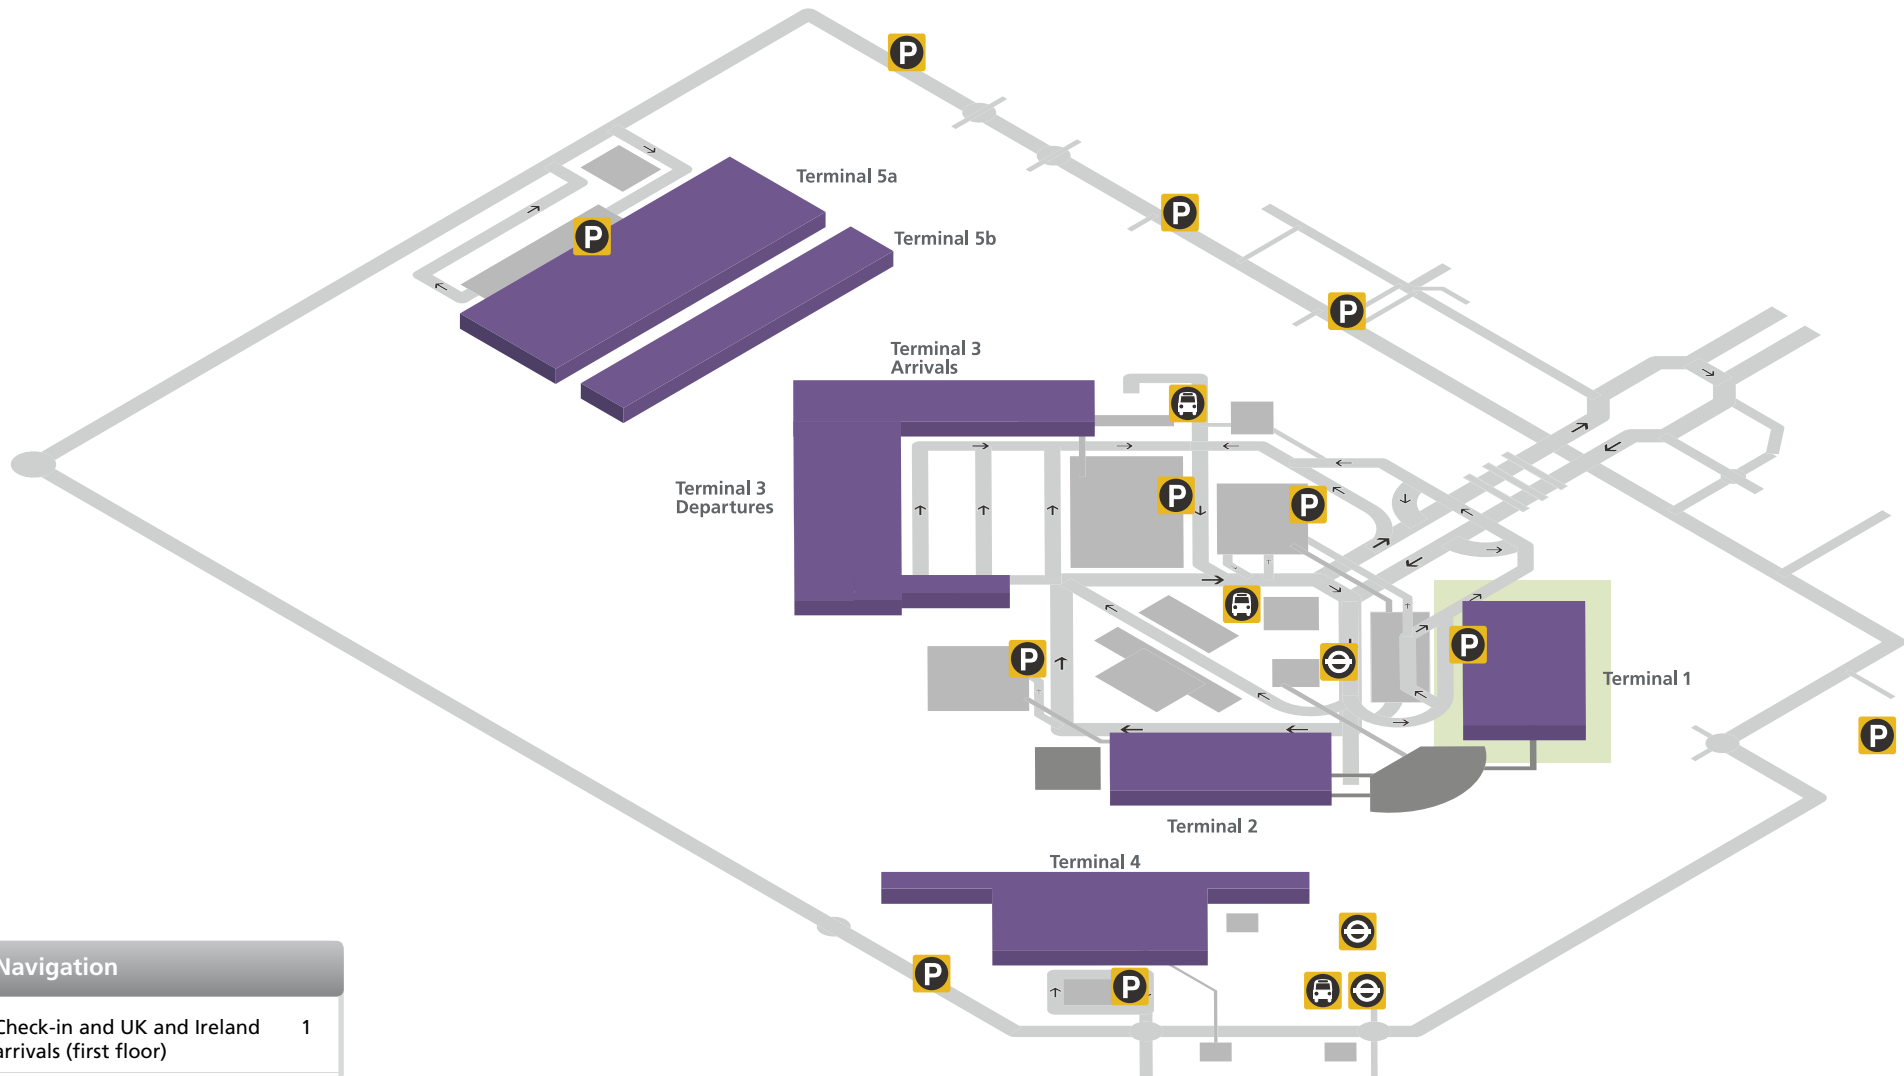 P
P
Terminal 5a
P
P
Terminal 5b
P
Terminal 3
Arrivals
Terminal 3
Departures
P
P
P
P
Terminal 1
P
Terminal 2
Terminal 4
P
P
Navigation
Check-in and UK and Ireland 1
arrivals (first floor)